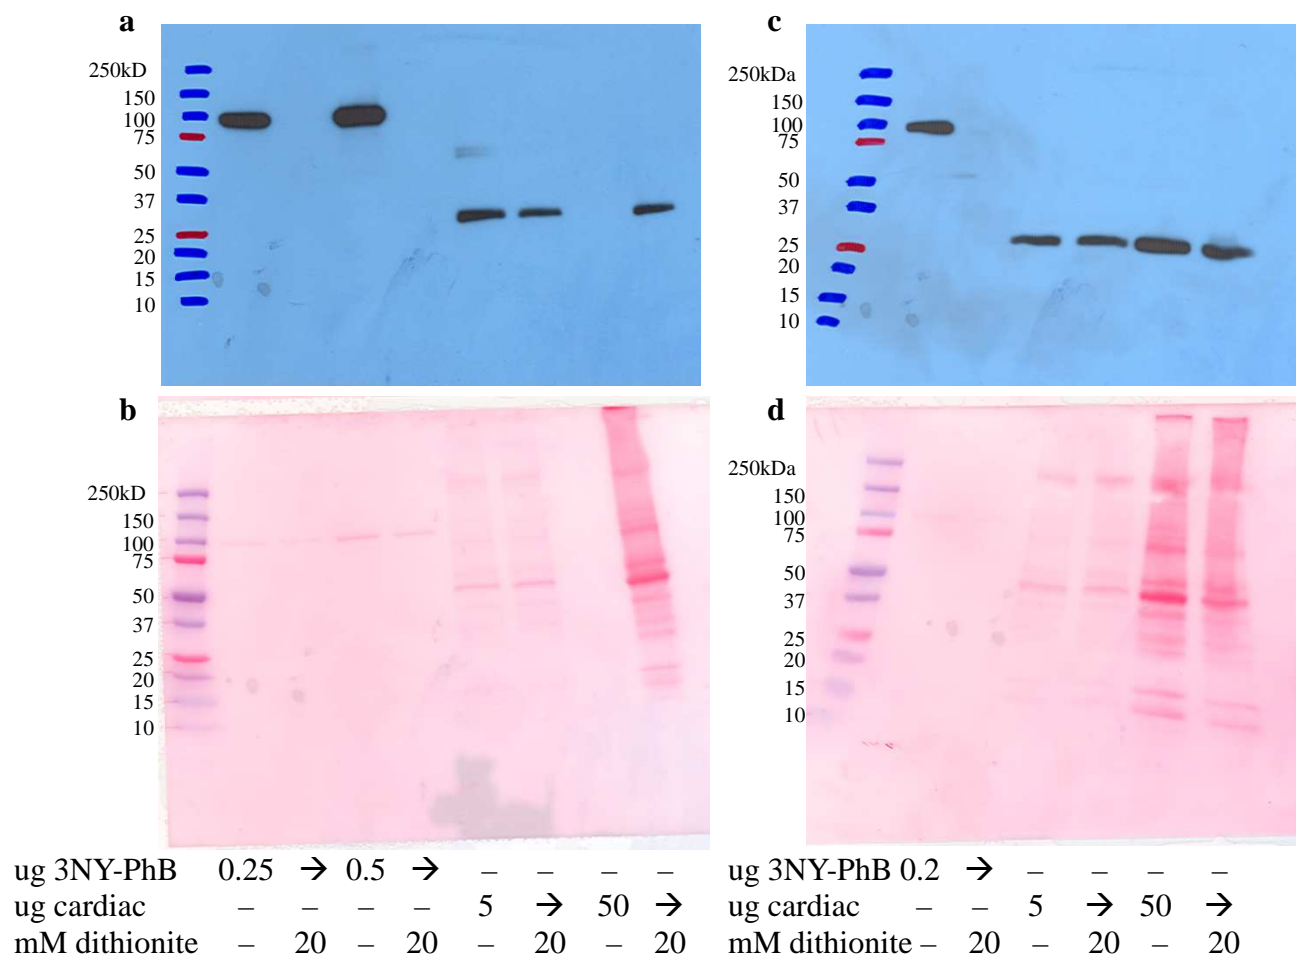 a
250kD
150
100
75
50
37
25
20
15
10
c
250kDa
150
100
75
50
37
25
20
15
10
b
250kD
150
100
75
50
37
25
20
15
10
d
250kDa
150
100
75
50
37
25
20
15
10
ug 3NY-PhB 0.25 → 0.5 → – – – –
ug cardiac – – – – 5 → 50 →
mM dithionite – 20 – 20 – 20 – 20
ug 3NY-PhB 0.2 → – – – –
ug cardiac – – 5 → 50 →
mM dithionite – 20 – 20 – 20